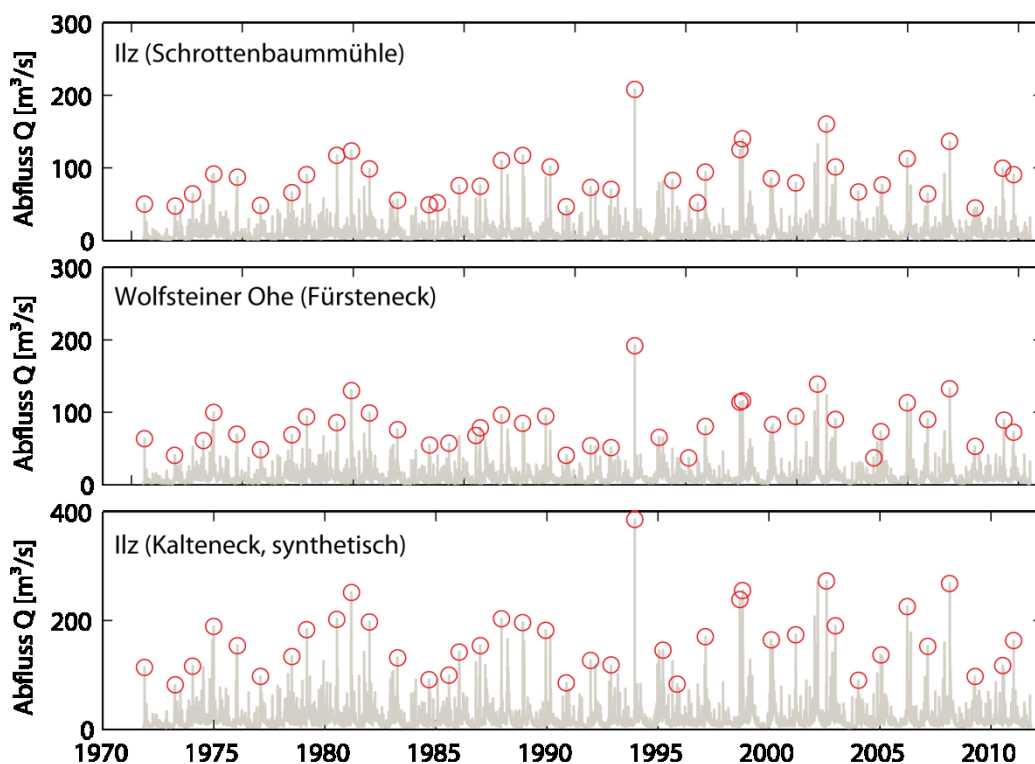 300
200
100
0
Abfluss Q [m³/s]
Ilz (Schrottenbaummühle)
300
200
100
0
Abfluss Q [m³/s]
Wolfsteiner Ohe (Fürsteneck)
400
200
0
Abfluss Q [m³/s]
Ilz (Kalteneck, synthetisch)
1970 1975 1980 1985 1990 1995 2000 2005 2010